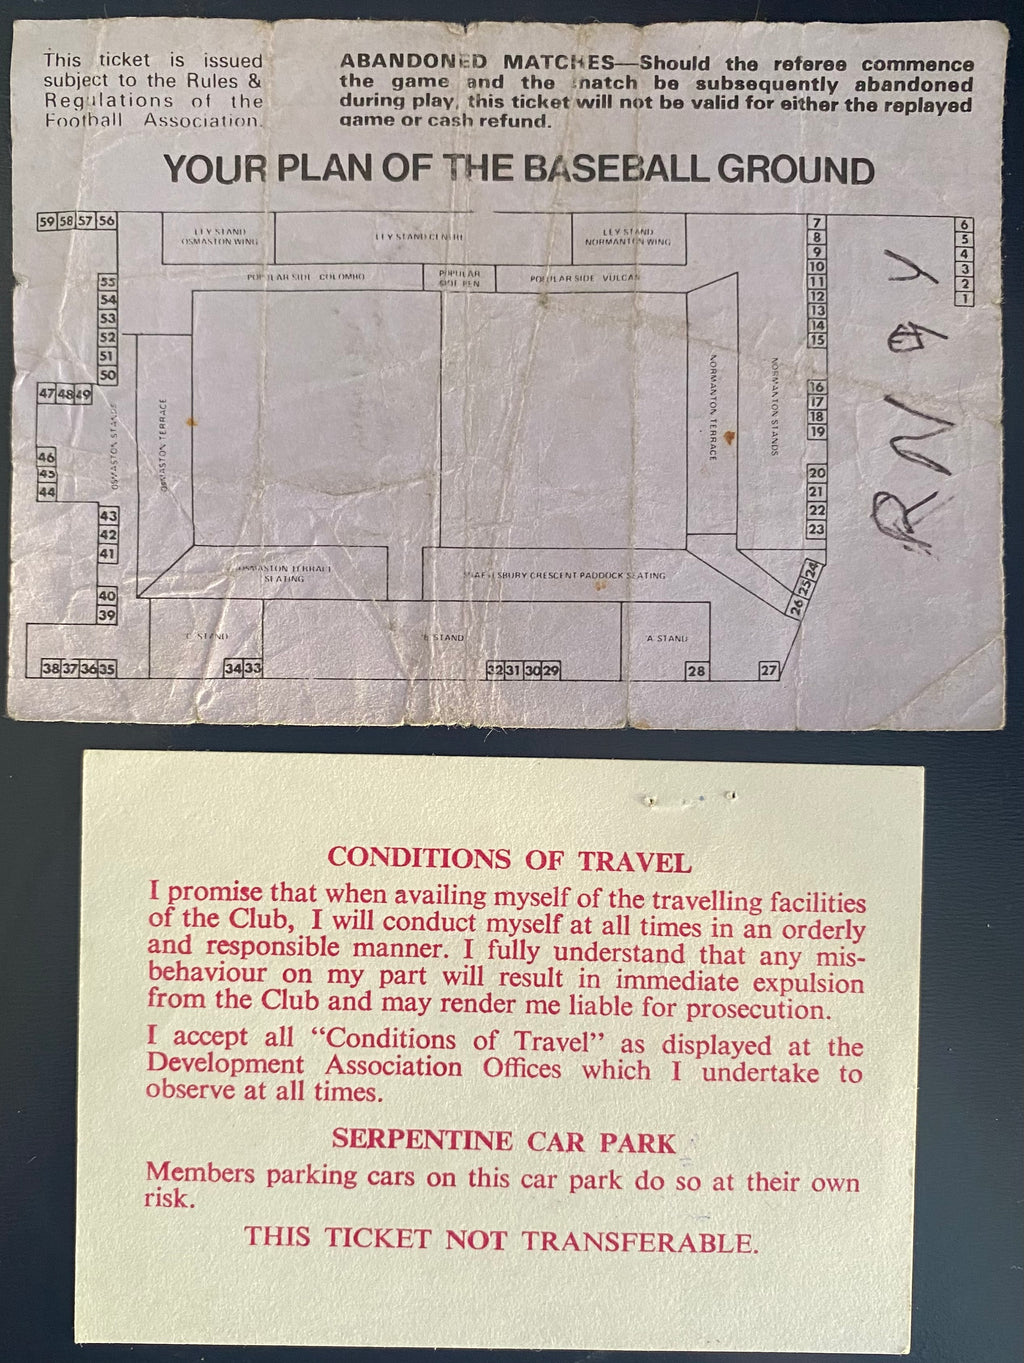 This ticket is issued
subject to the Rules &
Regulations of the
Football Association.
ABANDONED MATCHES—Should the referee commence
the game and the match be subsequently abandoned
during play, this ticket will not be valid for either the replayed
game or cash refund.
YOUR PLAN OF THE BASEBALL GROUND
59 58 57 56
LEY STAND
OSMASTON WING
LEY STAND CENTRE
LEY STAND
NORMANTON WING
7
8
9
10
11
12
13
14
15
6
5
4
3
2
1
POPULAR SIDE COLOMBO
POPULAR
SIDE PEN
POPULAR SIDE VULCAN
55
54
53
52
51
50
47 48 49
46
45
44
43
42
41
40
39
OSMASTON STANDS
OSMASTON TERRACE
NORMANTON TERRACE
NORMANTON STANDS
16
17
18
19
20
21
22
23
24
25
26
OSMASTON TERRACE
SEATING
SHAFTESBURY CRESCENT PADDOCK SEATING
'C' STAND
'B' STAND
'A' STAND
38 37 36 35
34 33
32 31 30 29
28
27
CONDITIONS OF TRAVEL
I promise that when availing myself of the travelling facilities
of the Club, I will conduct myself at all times in an orderly
and responsible manner. I fully understand that any mis-
behaviour on my part will result in immediate expulsion
from the Club and may render me liable for prosecution.
I accept all “Conditions of Travel” as displayed at the
Development Association Offices which I undertake to
observe at all times.
SERPENTINE CAR PARK
Members parking cars on this car park do so at their own
risk.
THIS TICKET NOT TRANSFERABLE.